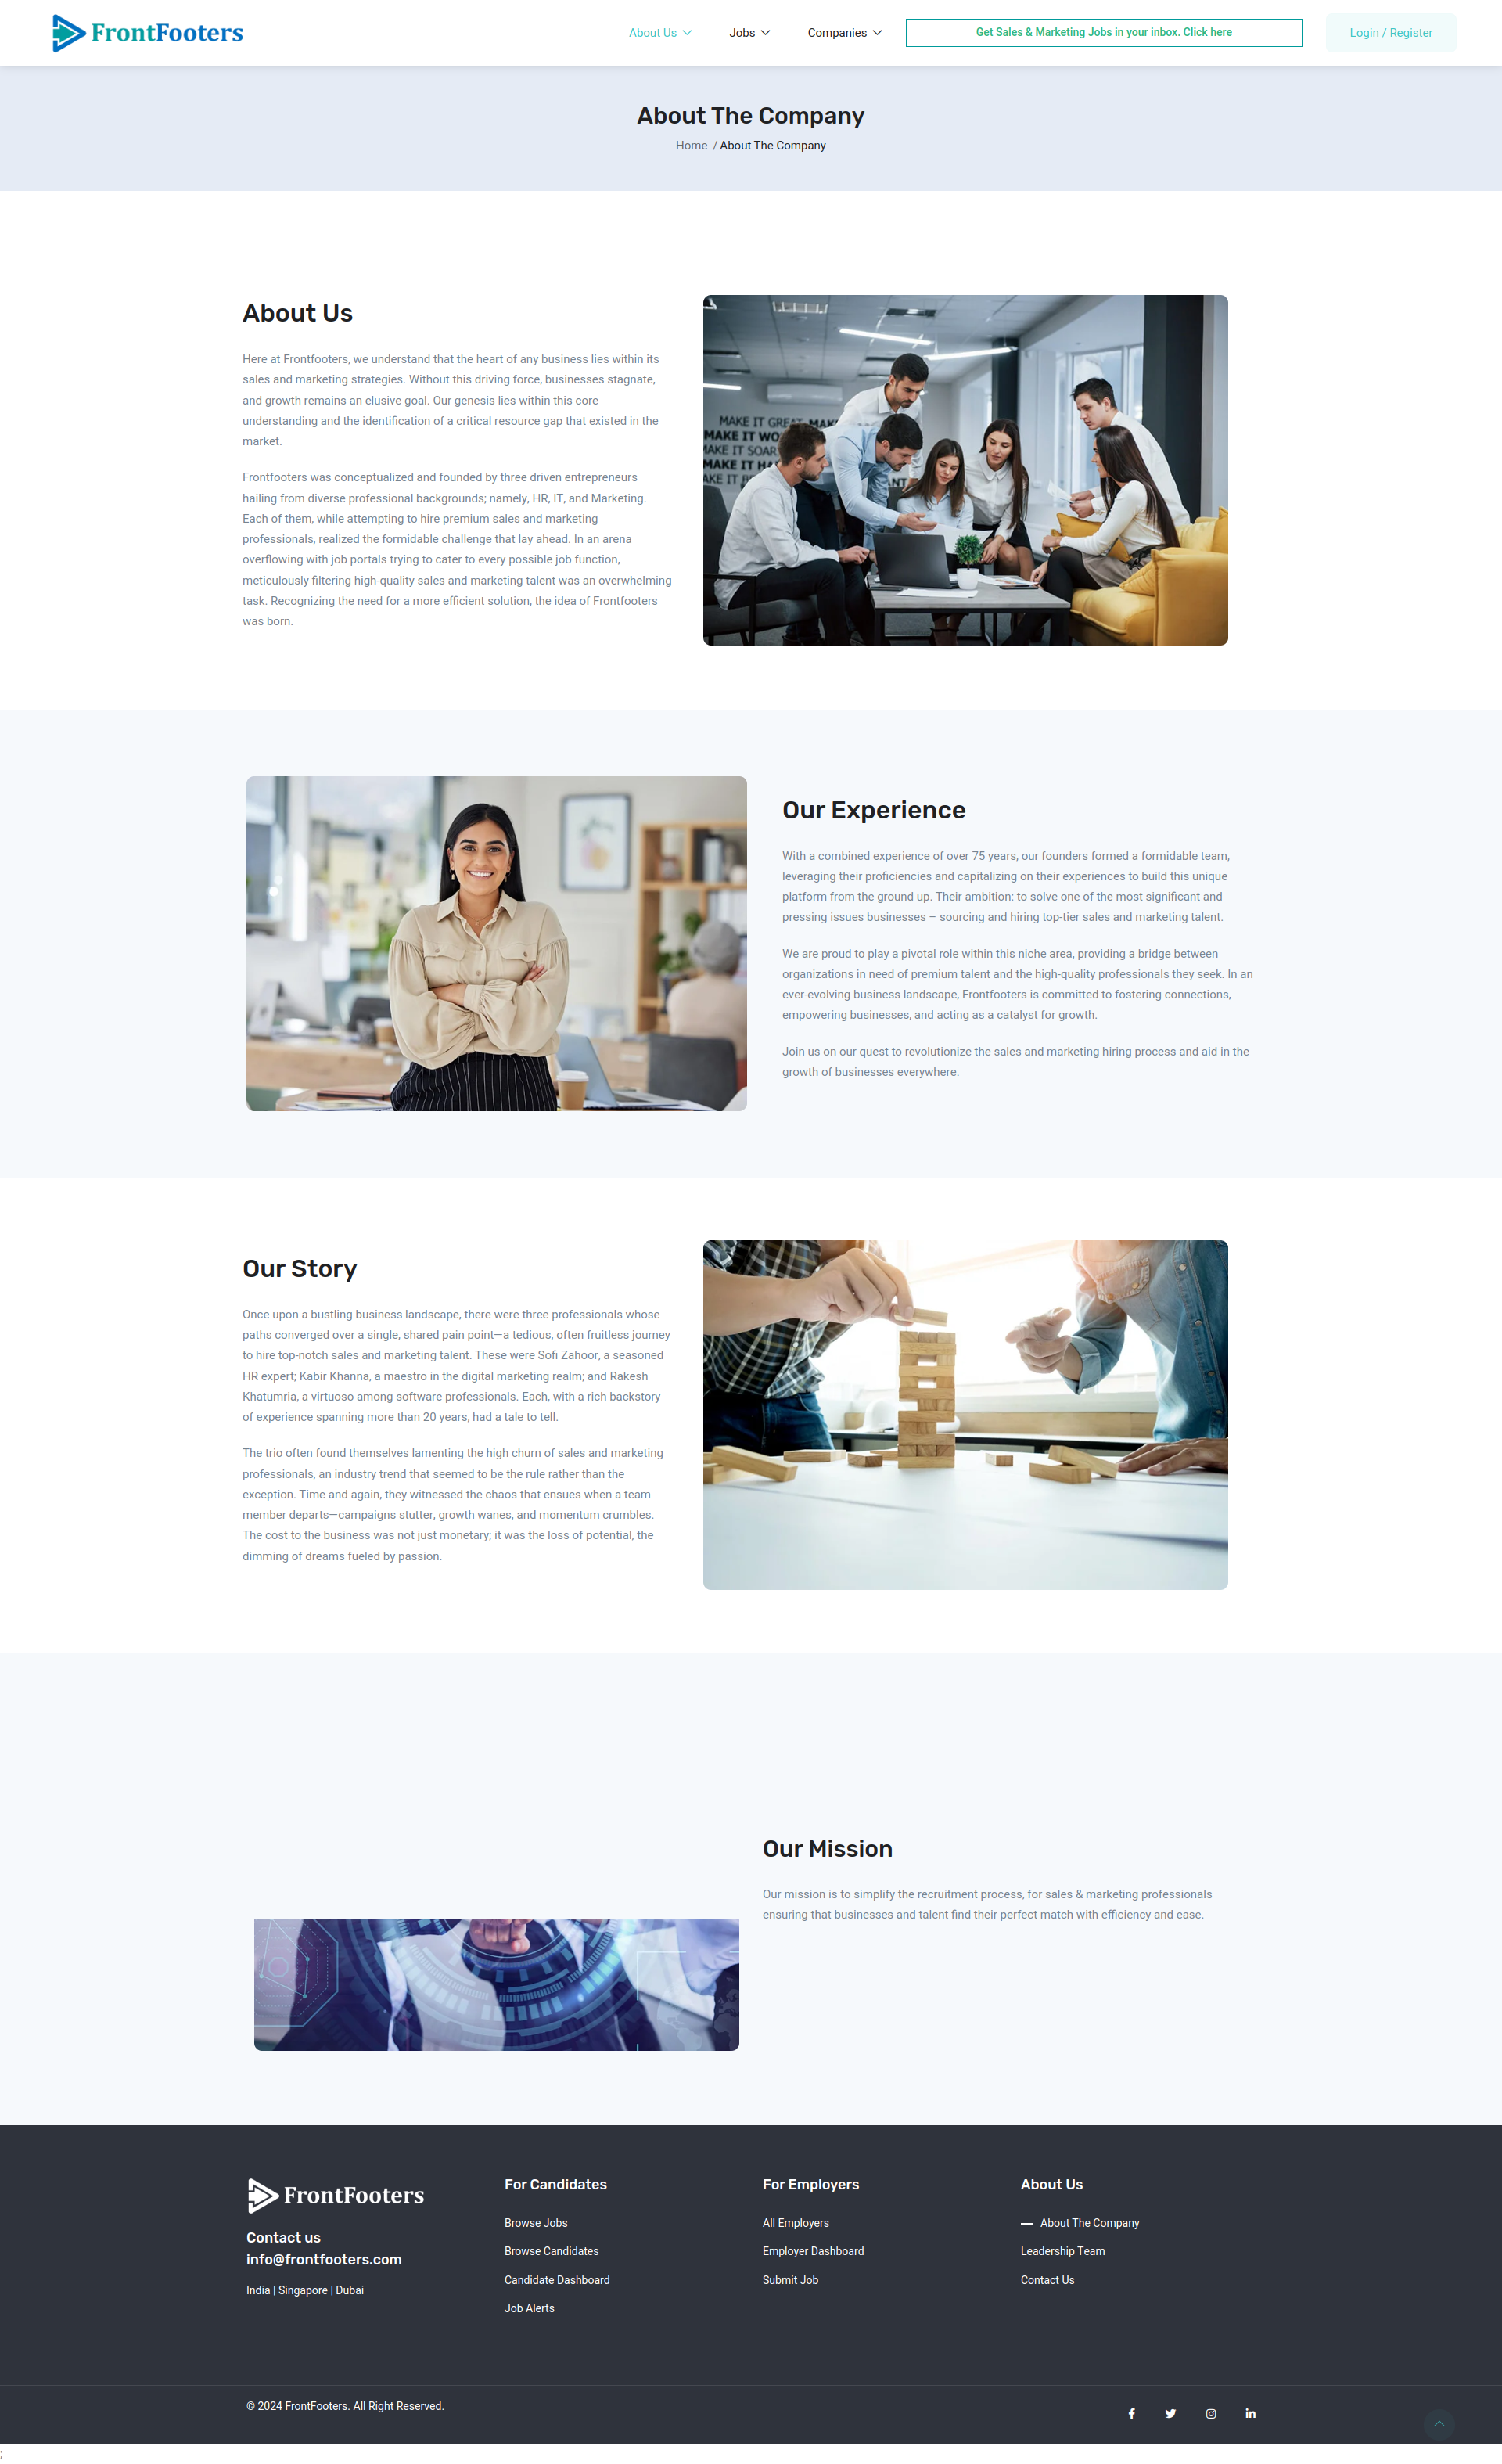 FrontFooters
About Us
Jobs
Companies
Get Sales & Marketing Jobs in your inbox. Click here
Login / Register
About The Company
Home / About The Company
About Us
Here at Frontfooters, we understand that the heart of any business lies within its
sales and marketing strategies. Without this driving force, businesses stagnate,
and growth remains an elusive goal. Our genesis lies within this core
understanding and the identification of a critical resource gap that existed in the
market.
Frontfooters was conceptualized and founded by three driven entrepreneurs
hailing from diverse professional backgrounds; namely, HR, IT, and Marketing.
Each of them, while attempting to hire premium sales and marketing
professionals, realized the formidable challenge that lay ahead. In an arena
overflowing with job portals trying to cater to every possible job function,
meticulously filtering high-quality sales and marketing talent was an overwhelming
task. Recognizing the need for a more efficient solution, the idea of Frontfooters
was born.
MAKE IT GREAT
MAKE IT
MAKE IT SOAR
MAKE IT
MAKE IT
Our Experience
With a combined experience of over 75 years, our founders formed a formidable team,
leveraging their proficiencies and capitalizing on their experiences to build this unique
platform from the ground up. Their ambition: to solve one of the most significant and
pressing issues businesses – sourcing and hiring top-tier sales and marketing talent.
We are proud to play a pivotal role within this niche area, providing a bridge between
organizations in need of premium talent and the high-quality professionals they seek. In an
ever-evolving business landscape, Frontfooters is committed to fostering connections,
empowering businesses, and acting as a catalyst for growth.
Join us on our quest to revolutionize the sales and marketing hiring process and aid in the
growth of businesses everywhere.
Our Story
Once upon a bustling business landscape, there were three professionals whose
paths converged over a single, shared pain point—a tedious, often fruitless journey
to hire top-notch sales and marketing talent. These were Sofi Zahoor, a seasoned
HR expert; Kabir Khanna, a maestro in the digital marketing realm; and Rakesh
Khatumria, a virtuoso among software professionals. Each, with a rich backstory
of experience spanning more than 20 years, had a tale to tell.
The trio often found themselves lamenting the high churn of sales and marketing
professionals, an industry trend that seemed to be the rule rather than the
exception. Time and again, they witnessed the chaos that ensues when a team
member departs—campaigns stutter, growth wanes, and momentum crumbles.
The cost to the business was not just monetary; it was the loss of potential, the
dimming of dreams fueled by passion.
Our Mission
Our mission is to simplify the recruitment process, for sales & marketing professionals
ensuring that businesses and talent find their perfect match with efficiency and ease.
FrontFooters
Contact us
info@frontfooters.com
India | Singapore | Dubai
For Candidates
Browse Jobs
Browse Candidates
Candidate Dashboard
Job Alerts
For Employers
All Employers
Employer Dashboard
Submit Job
About Us
About The Company
Leadership Team
Contact Us
© 2024 FrontFooters. All Right Reserved.
;